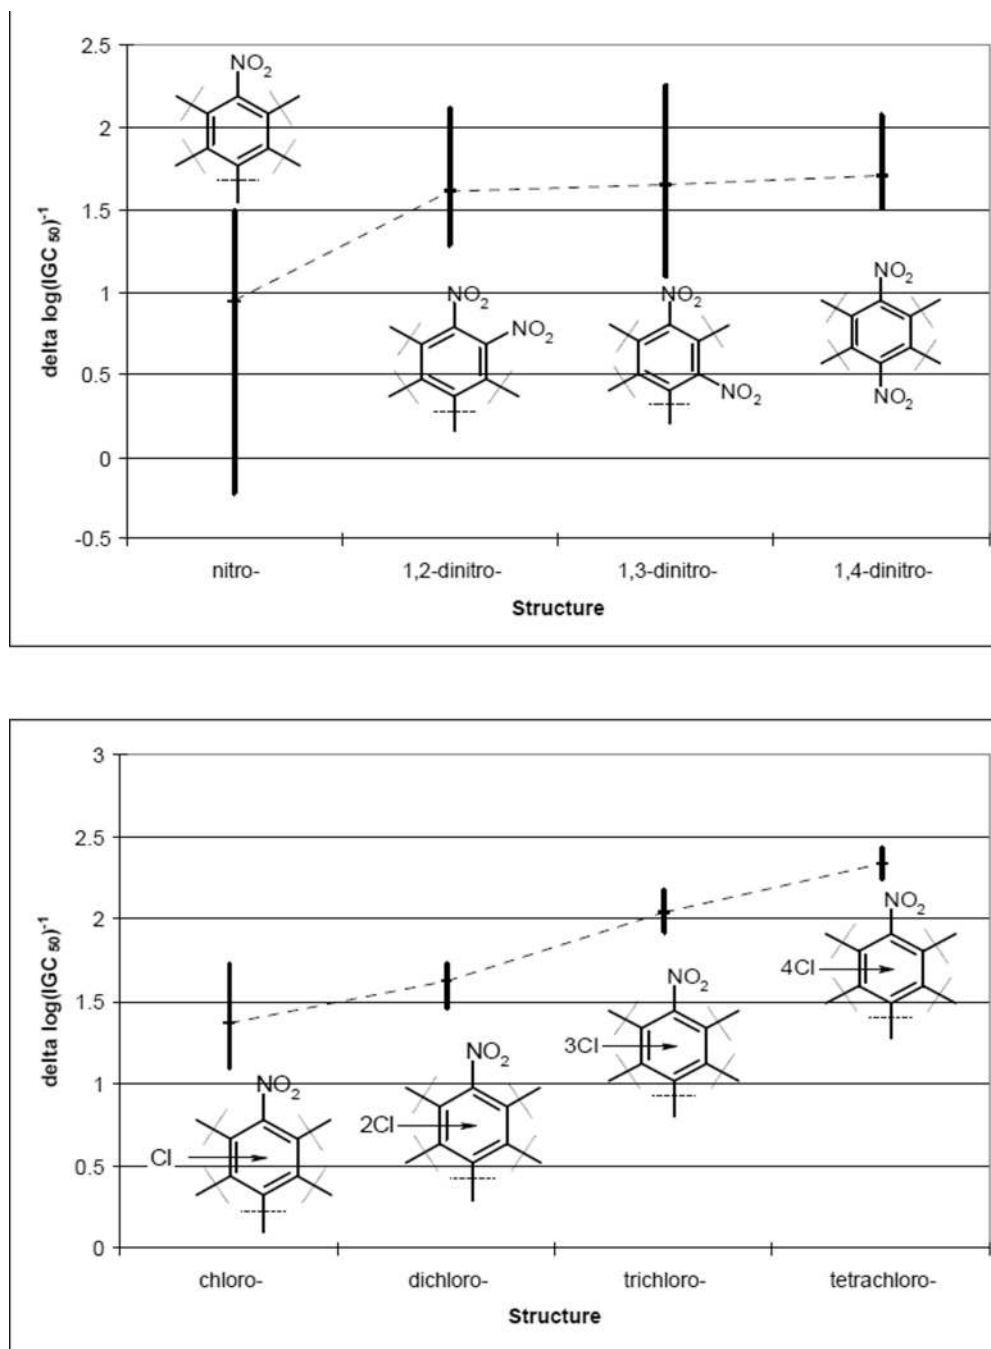 2.5
NO2
2
1.5
delta log(IGC 50)-1
1
NO2
NO2
NO2
NO2
NO2
NO2
0.5
0
-0.5
nitro-
1,2-dinitro-
1,3-dinitro-
1,4-dinitro-
Structure
3
2.5
2
1.5
delta log(IGC 50)-1
1
0.5
0
NO2
4Cl
NO2
3Cl
NO2
2Cl
NO2
Cl
chloro-
dichloro-
trichloro-
tetrachloro-
Structure